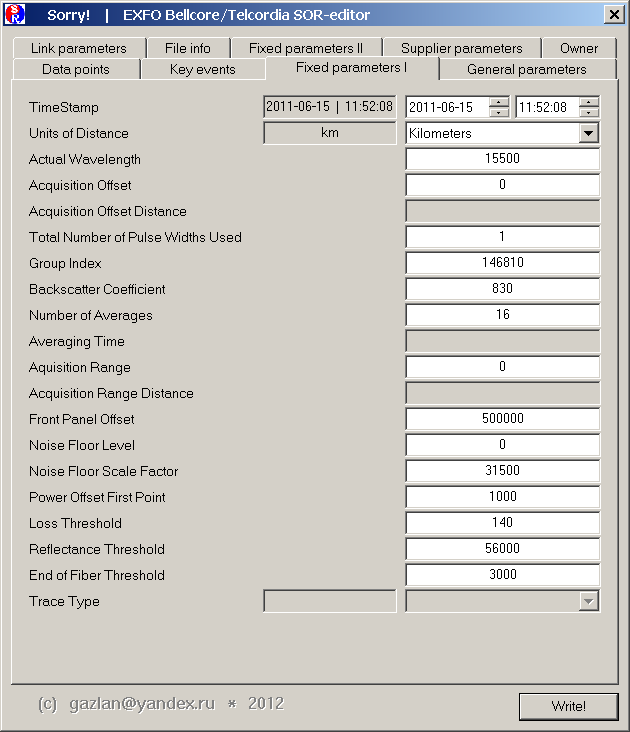 Sorry! | EXFO Bellcore/Telcordia SOR-editor
Link parameters File info Fixed parameters II Supplier parameters Owner
Data points Key events Fixed parameters I General parameters
TimeStamp 2011-06-15 | 11:52:08 2011-06-15 11:52:08
Units of Distance km Kilometers
Actual Wavelength 15500
Acquisition Offset 0
Acquisition Offset Distance
Total Number of Pulse Widths Used 1
Group Index 146810
Backscatter Coefficient 830
Number of Averages 16
Averaging Time
Aquisition Range 0
Acquisition Range Distance
Front Panel Offset 500000
Noise Floor Level 0
Noise Floor Scale Factor 31500
Power Offset First Point 1000
Loss Threshold 140
Reflectance Threshold 56000
End of Fiber Threshold 3000
Trace Type
(c) gazlan@yandex.ru * 2012 Write!